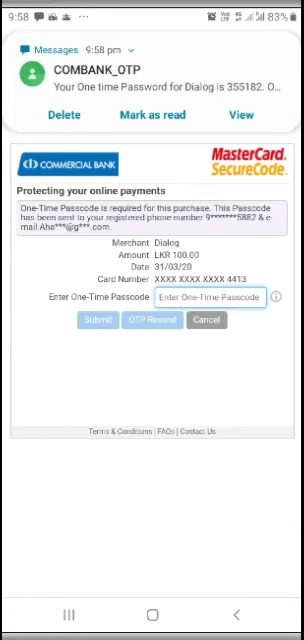 9:58 83%
Messages 9:58 pm
COMBANK_OTP
Your One time Password for Dialog is 355182. O...
Delete Mark as read View
COMMERCIAL BANK
MasterCard.
SecureCode.
Protecting your online payments
One-Time Passcode is required for this purchase. This Passcode
has been sent to your registered phone number 9*******5882 & e-
mail Aha***@g***.com.
Merchant Dialog
Amount LKR 100.00
Date 31/03/20
Card Number XXXX XXXX XXXX 4413
Enter One-Time Passcode Enter One-Time Passcode
Submit OTP Resend Cancel
Terms & Conditions | FAQs | Contact Us